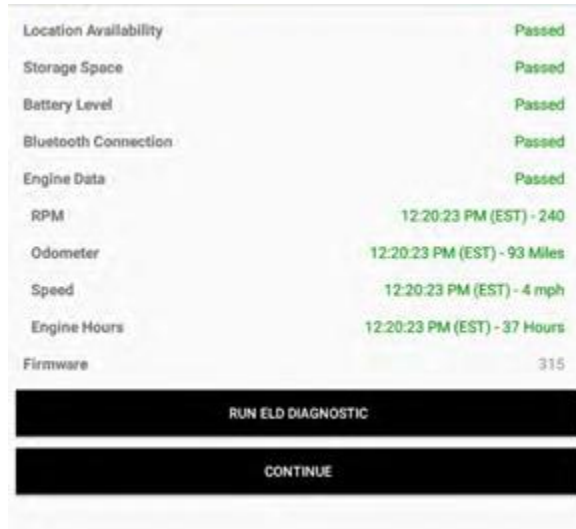 Location Availability Passed
Storage Space Passed
Battery Level Passed
Bluetooth Connection Passed
Engine Data Passed
RPM 12:20:23 PM (EST) - 240
Odometer 12:20:23 PM (EST) - 93 Miles
Speed 12:20:23 PM (EST) - 4 mph
Engine Hours 12:20:23 PM (EST) - 37 Hours
Firmware 315
RUN ELD DIAGNOSTIC
CONTINUE